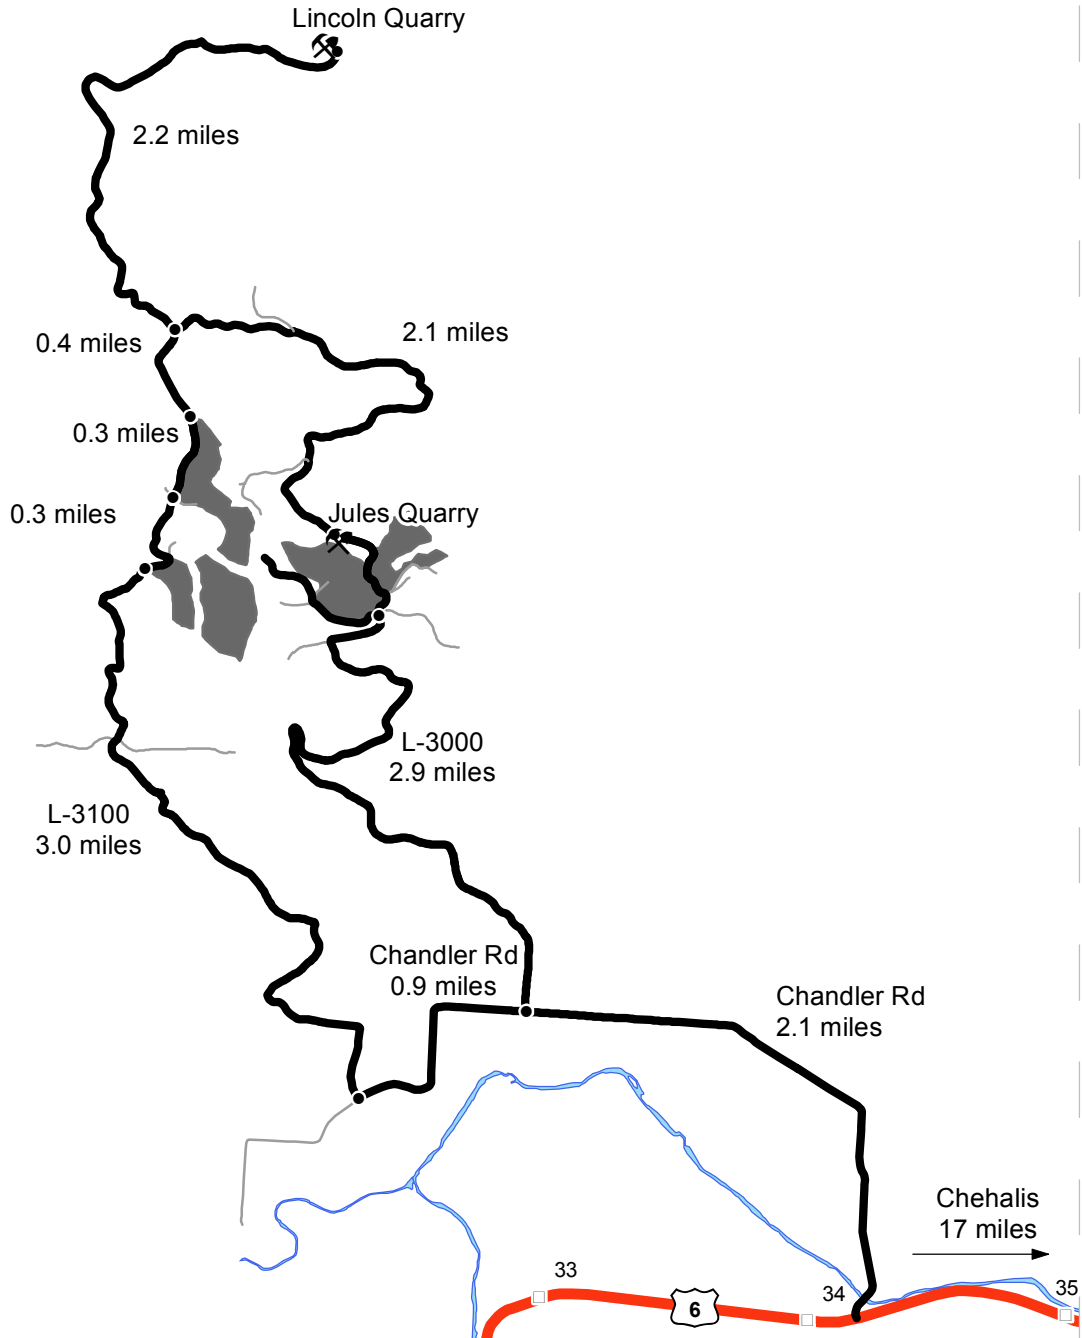 Lincoln Quarry
2.2 miles
2.1 miles
0.4 miles
0.3 miles
0.3 miles
Jules Quarry
L-3000
2.9 miles
L-3100
3.0 miles
Chandler Rd
0.9 miles
Chandler Rd
2.1 miles
Chehalis
17 miles
33
34
35
6